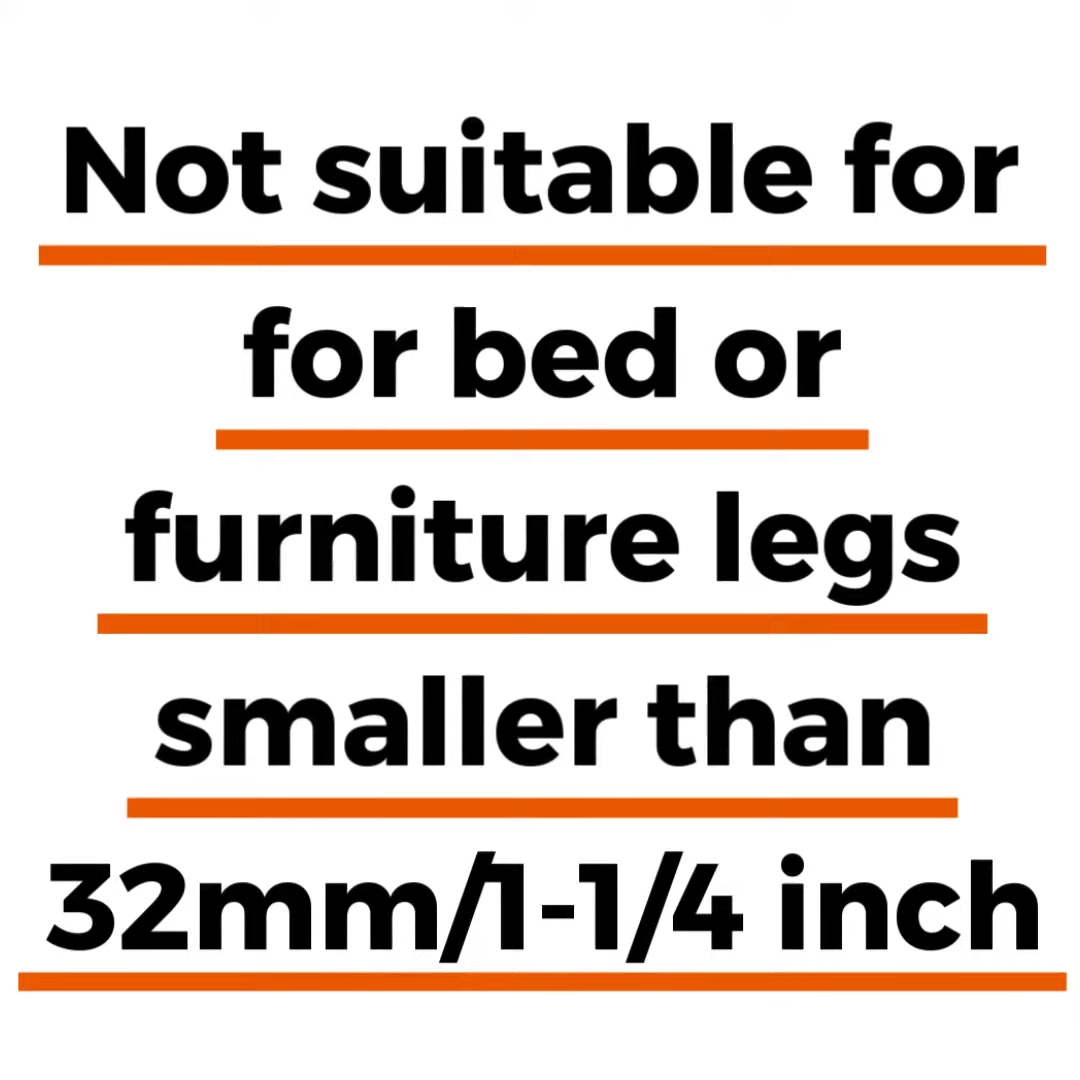 Not suitable for
for bed or
furniture legs
smaller than
32mm/1-1/4 inch